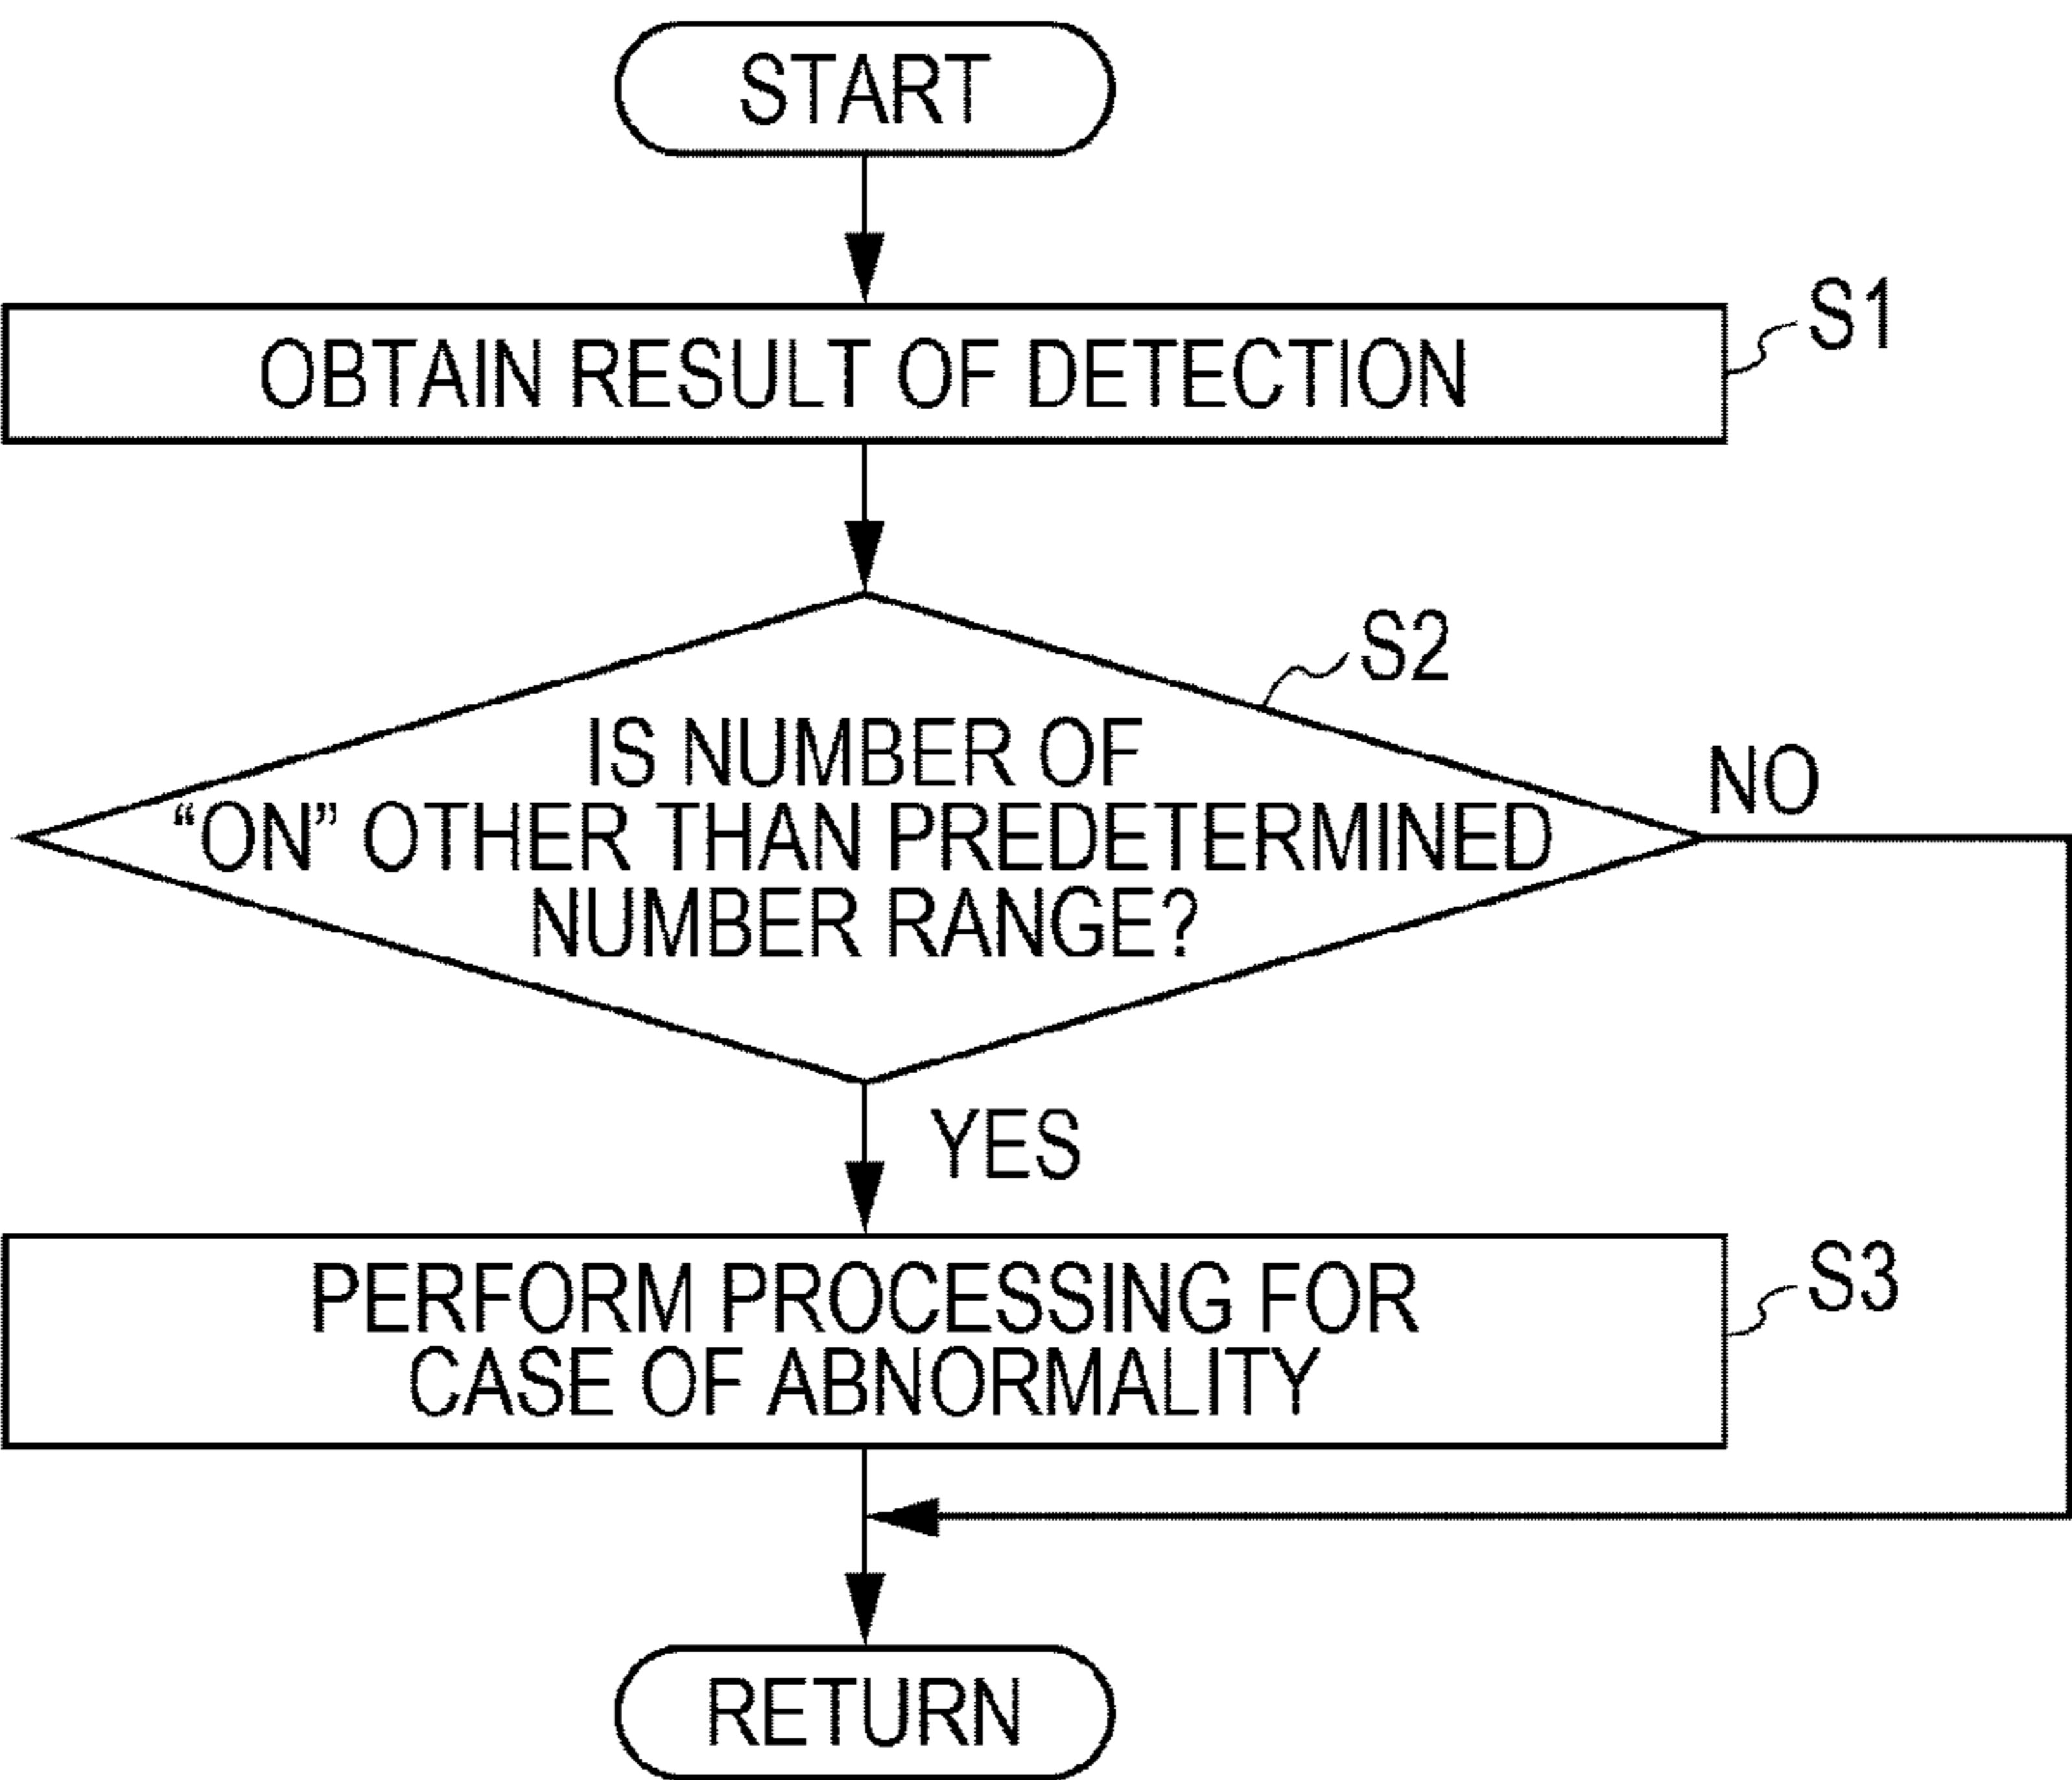 START
OBTAIN RESULT OF DETECTION
S1
S2
IS NUMBER OF
“ON” OTHER THAN PREDETERMINED
NUMBER RANGE?
NO
YES
PERFORM PROCESSING FOR
CASE OF ABNORMALITY
S3
RETURN